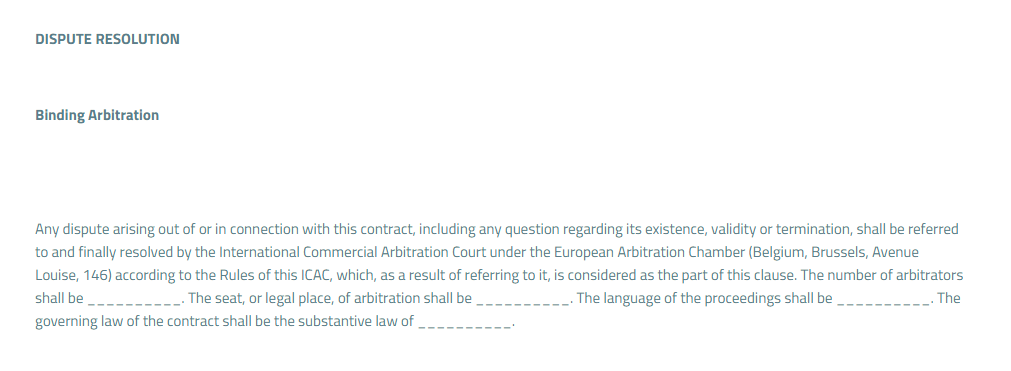 DISPUTE RESOLUTION
Binding Arbitration
Any dispute arising out of or in connection with this contract, including any question regarding its existence, validity or termination, shall be referred
to and finally resolved by the International Commercial Arbitration Court under the European Arbitration Chamber (Belgium, Brussels, Avenue
Louise, 146) according to the Rules of this ICAC, which, as a result of referring to it, is considered as the part of this clause. The number of arbitrators
shall be __________. The seat, or legal place, of arbitration shall be __________. The language of the proceedings shall be __________. The
governing law of the contract shall be the substantive law of __________.